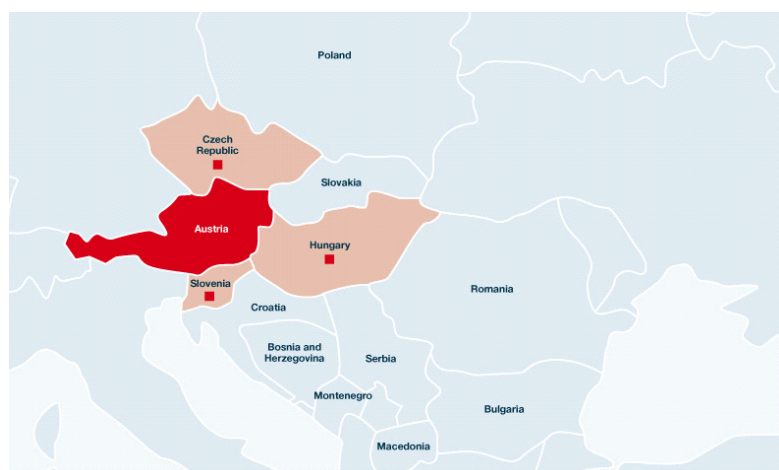 Poland
Czech
Republic
Slovakia
Austria
Hungary
Slovenia
Romania
Croatia
Bosnia and
Herzegovina
Serbia
Montenegro
Bulgaria
Macedonia